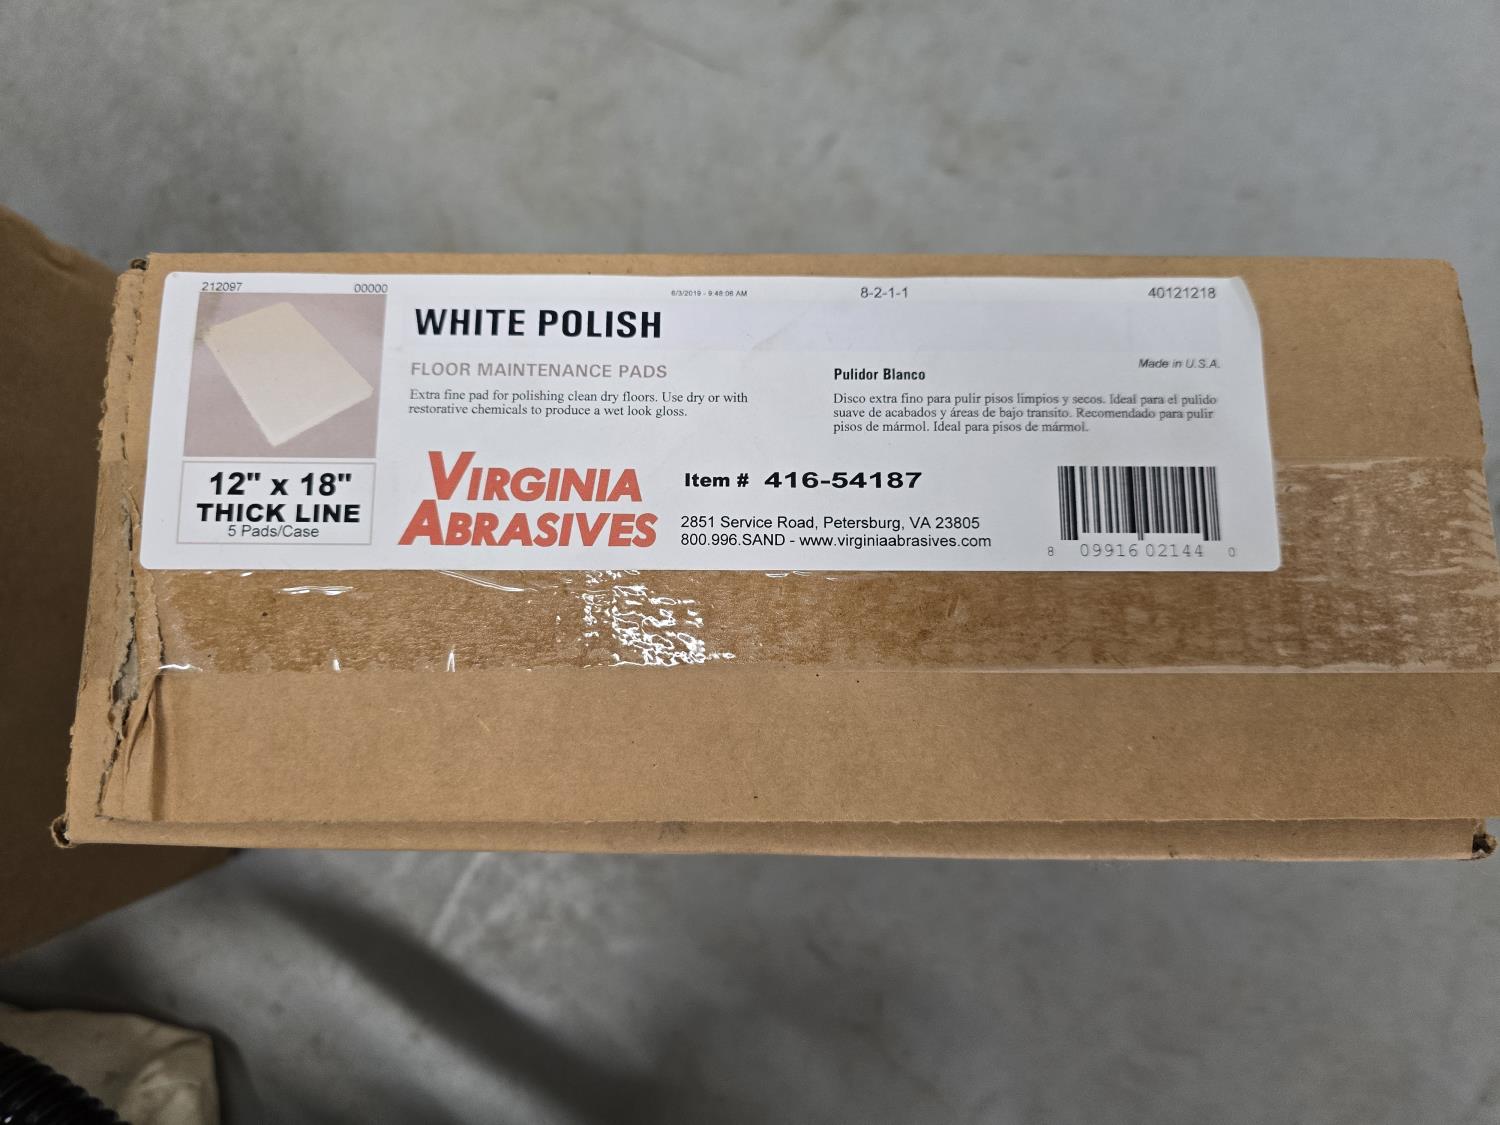 212097 00000 6/3/2019 - 9:48:06 AM 8-2-1-1 40121218
WHITE POLISH
FLOOR MAINTENANCE PADS
Extra fine pad for polishing clean dry floors. Use dry or with
restorative chemicals to produce a wet look gloss.
Made in U.S.A.
Pulidor Blanco
Disco extra fino para pulir pisos limpios y secos. Ideal para el pulido
suave de acabados y áreas de bajo transito. Recomendado para pulir
pisos de mármol. Ideal para pisos de mármol.
12" x 18"
THICK LINE
5 Pads/Case
VIRGINIA
ABRASIVES
Item # 416-54187
2851 Service Road, Petersburg, VA 23805
800.996.SAND - www.virginiaabrasives.com
8 09916 02144 0